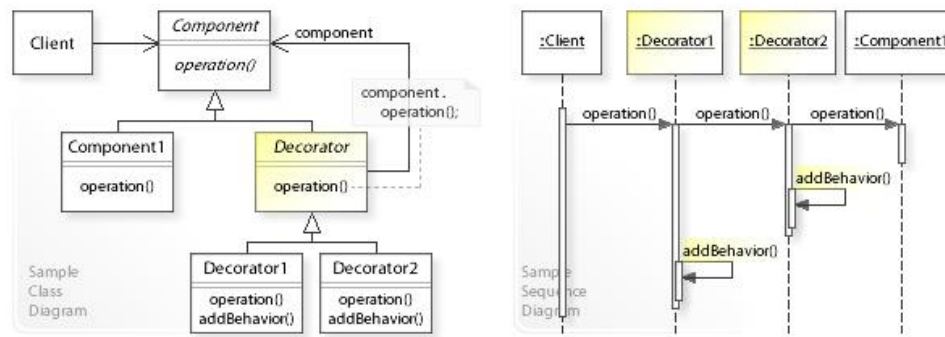 Client
Component
operation()
component
component.
operation();
Component1
operation()
Decorator
operation()
Decorator1
operation()
addBehavior()
Decorator2
operation()
addBehavior()
Sample
Class
Diagram
:Client
:Decorator1
:Decorator2
:Component1
operation()
operation()
operation()
addBehavior()
addBehavior()
Sample
Sequence
Diagram